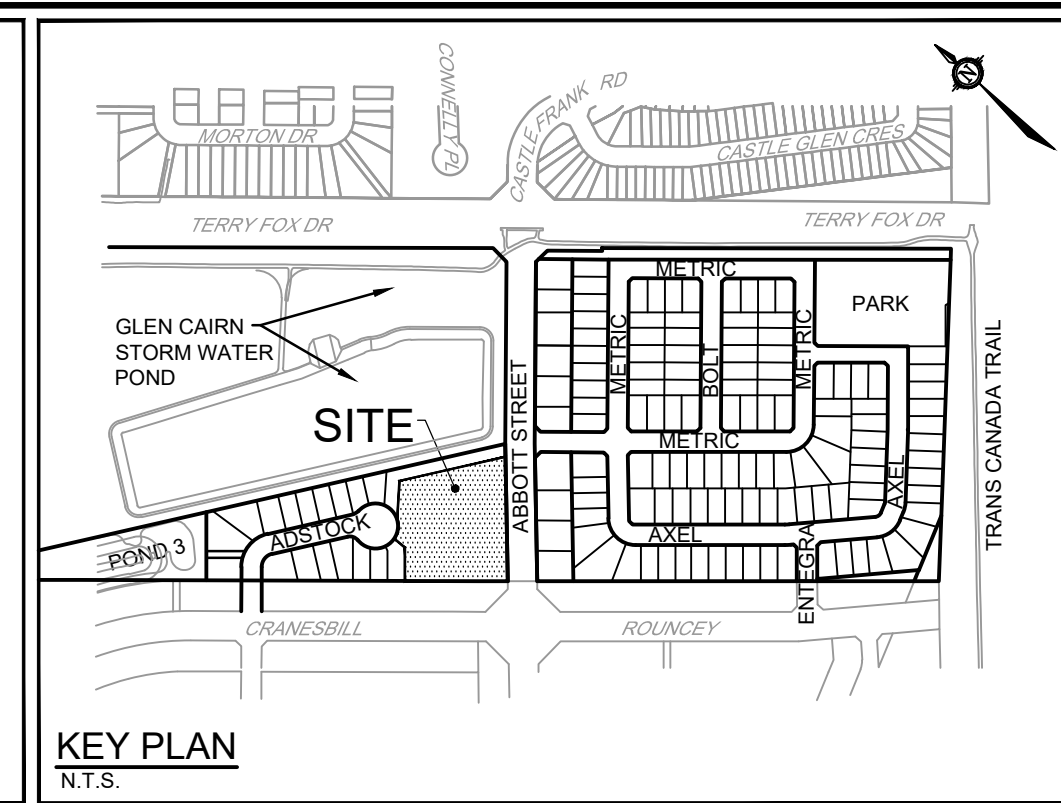 CONNELLY PL
CASTLE FRANK RD
MORTON DR
CASTLE GLEN CRES
N
TERRY FOX DR
TERRY FOX DR
METRIC
PARK
GLEN CAIRN
STORM WATER
POND
METRIC
BOLT
METRIC
ABBOTT STREET
TRANS CANADA TRAIL
SITE
METRIC
AXEL
ADSTOCK
AXEL
POND 3
ENTEGRA
CRANESBILL
ROUNCEY
KEY PLAN
N.T.S.